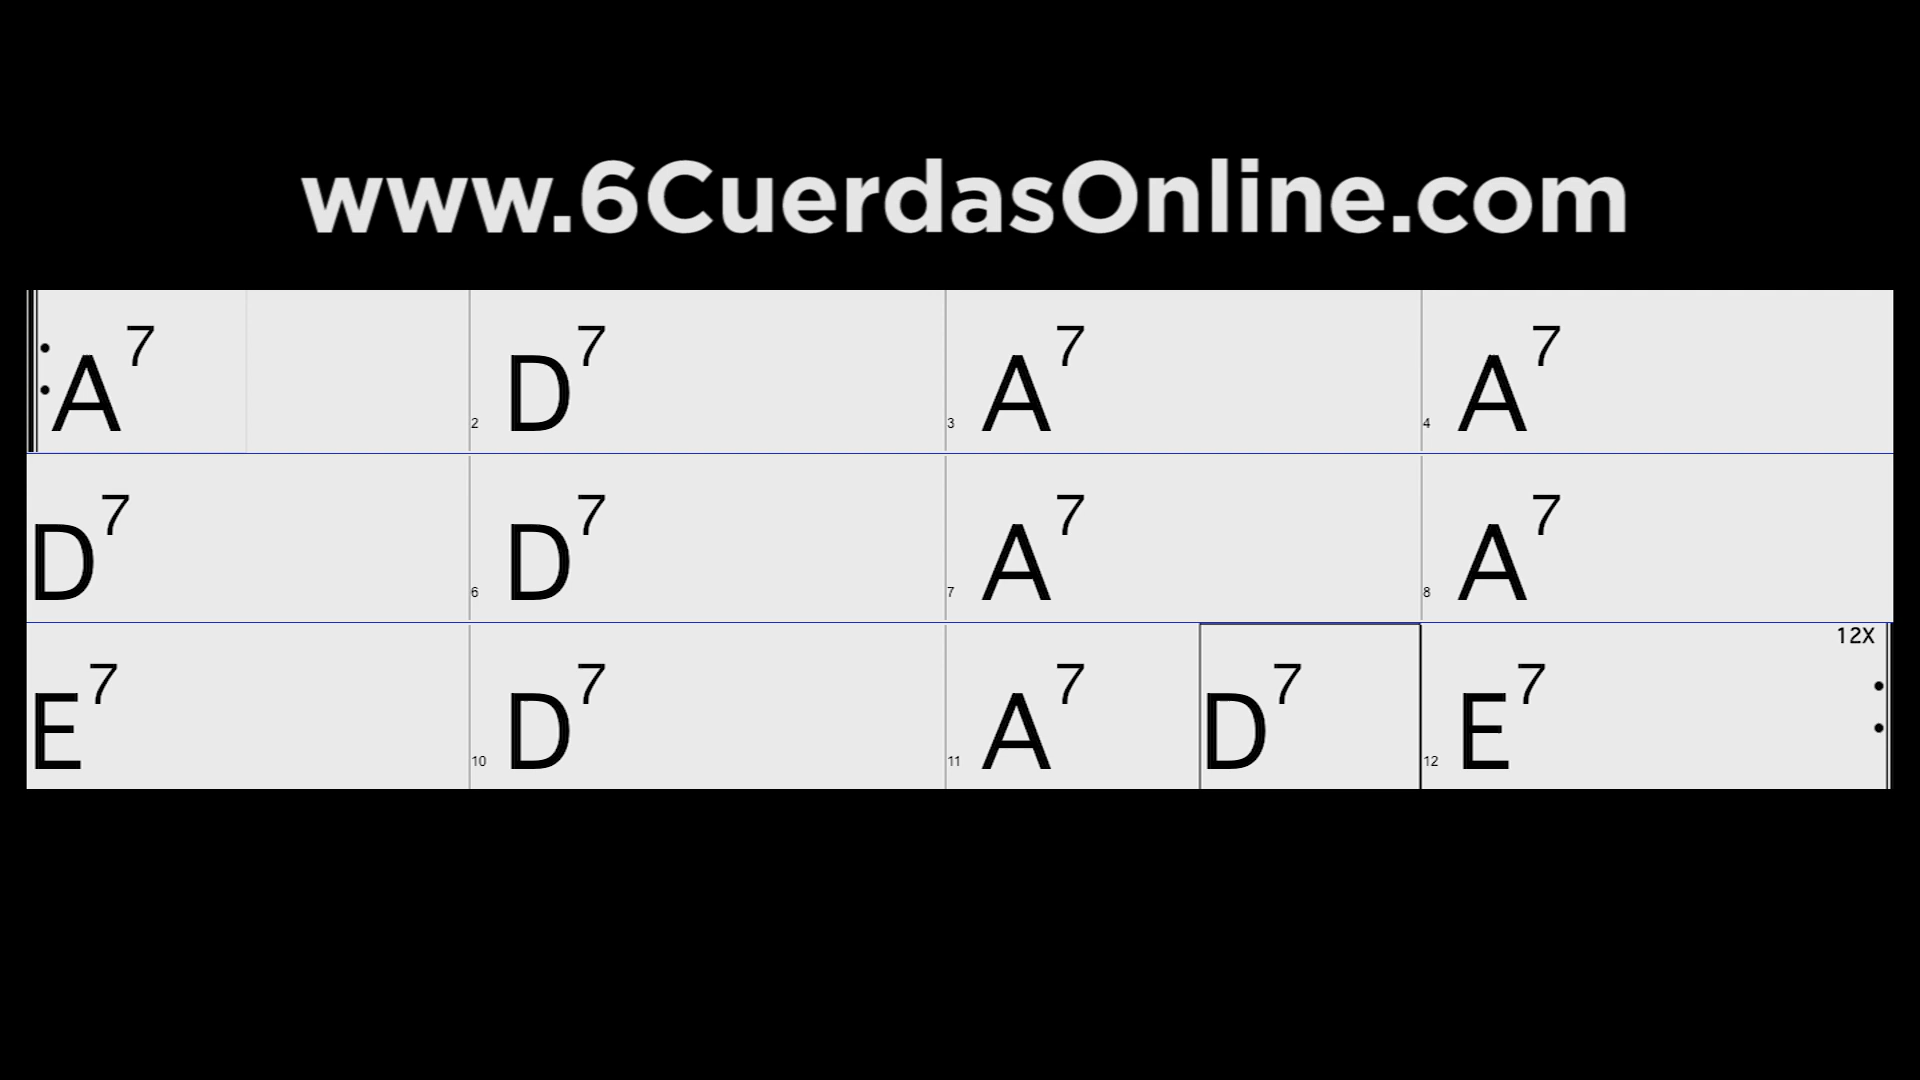 www.6CuerdasOnline.com
A7 2 D7 3 A7 4 A7
D7 6 D7 7 A7 8 A7
12X
E7 10 D7 11 A7 D7 12 E7